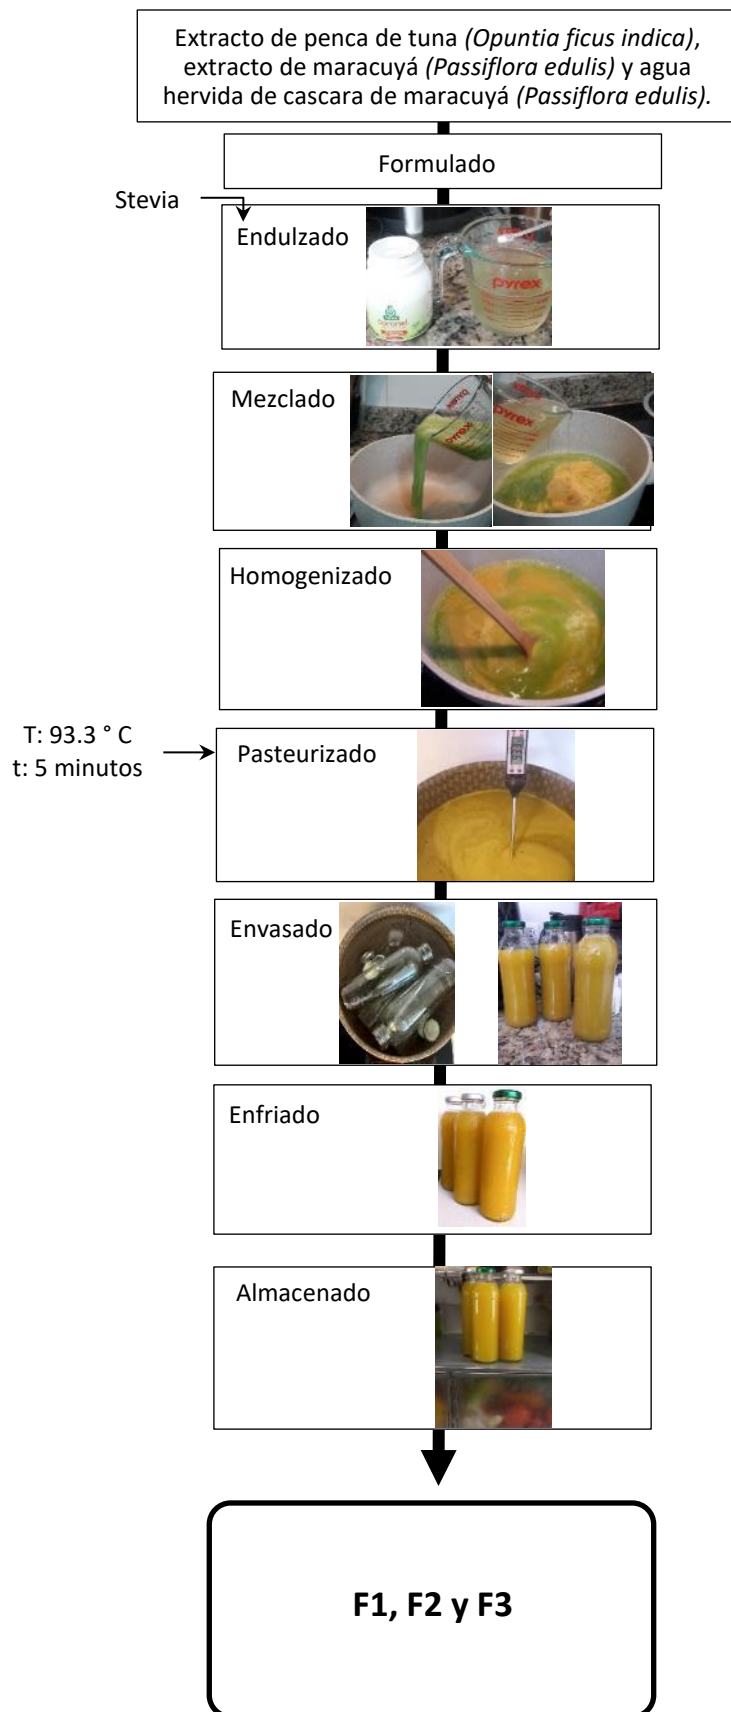 Extracto de penca de tuna (Opuntia ficus indica),
extracto de maracuyá (Passiflora edulis) y agua
hervida de cascara de maracuyá (Passiflora edulis).
Formulado
Stevia
Endulzado
PYREX
Mezclado
PYREX
Homogenizado
T: 93.3 ° C
t: 5 minutos
Pasteurizado
Envasado
Enfriado
Almacenado
F1, F2 y F3